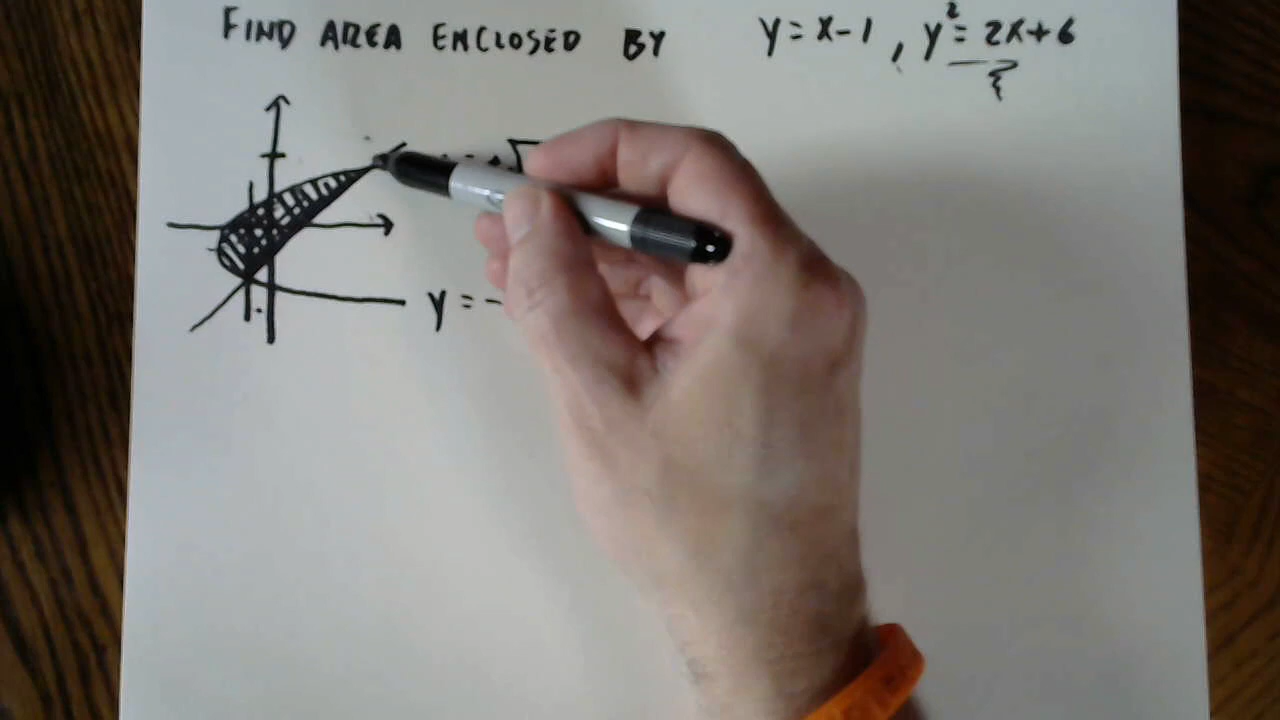 FIND AREA ENCLOSED BY y = x-1 , y² = 2x+6
y = -